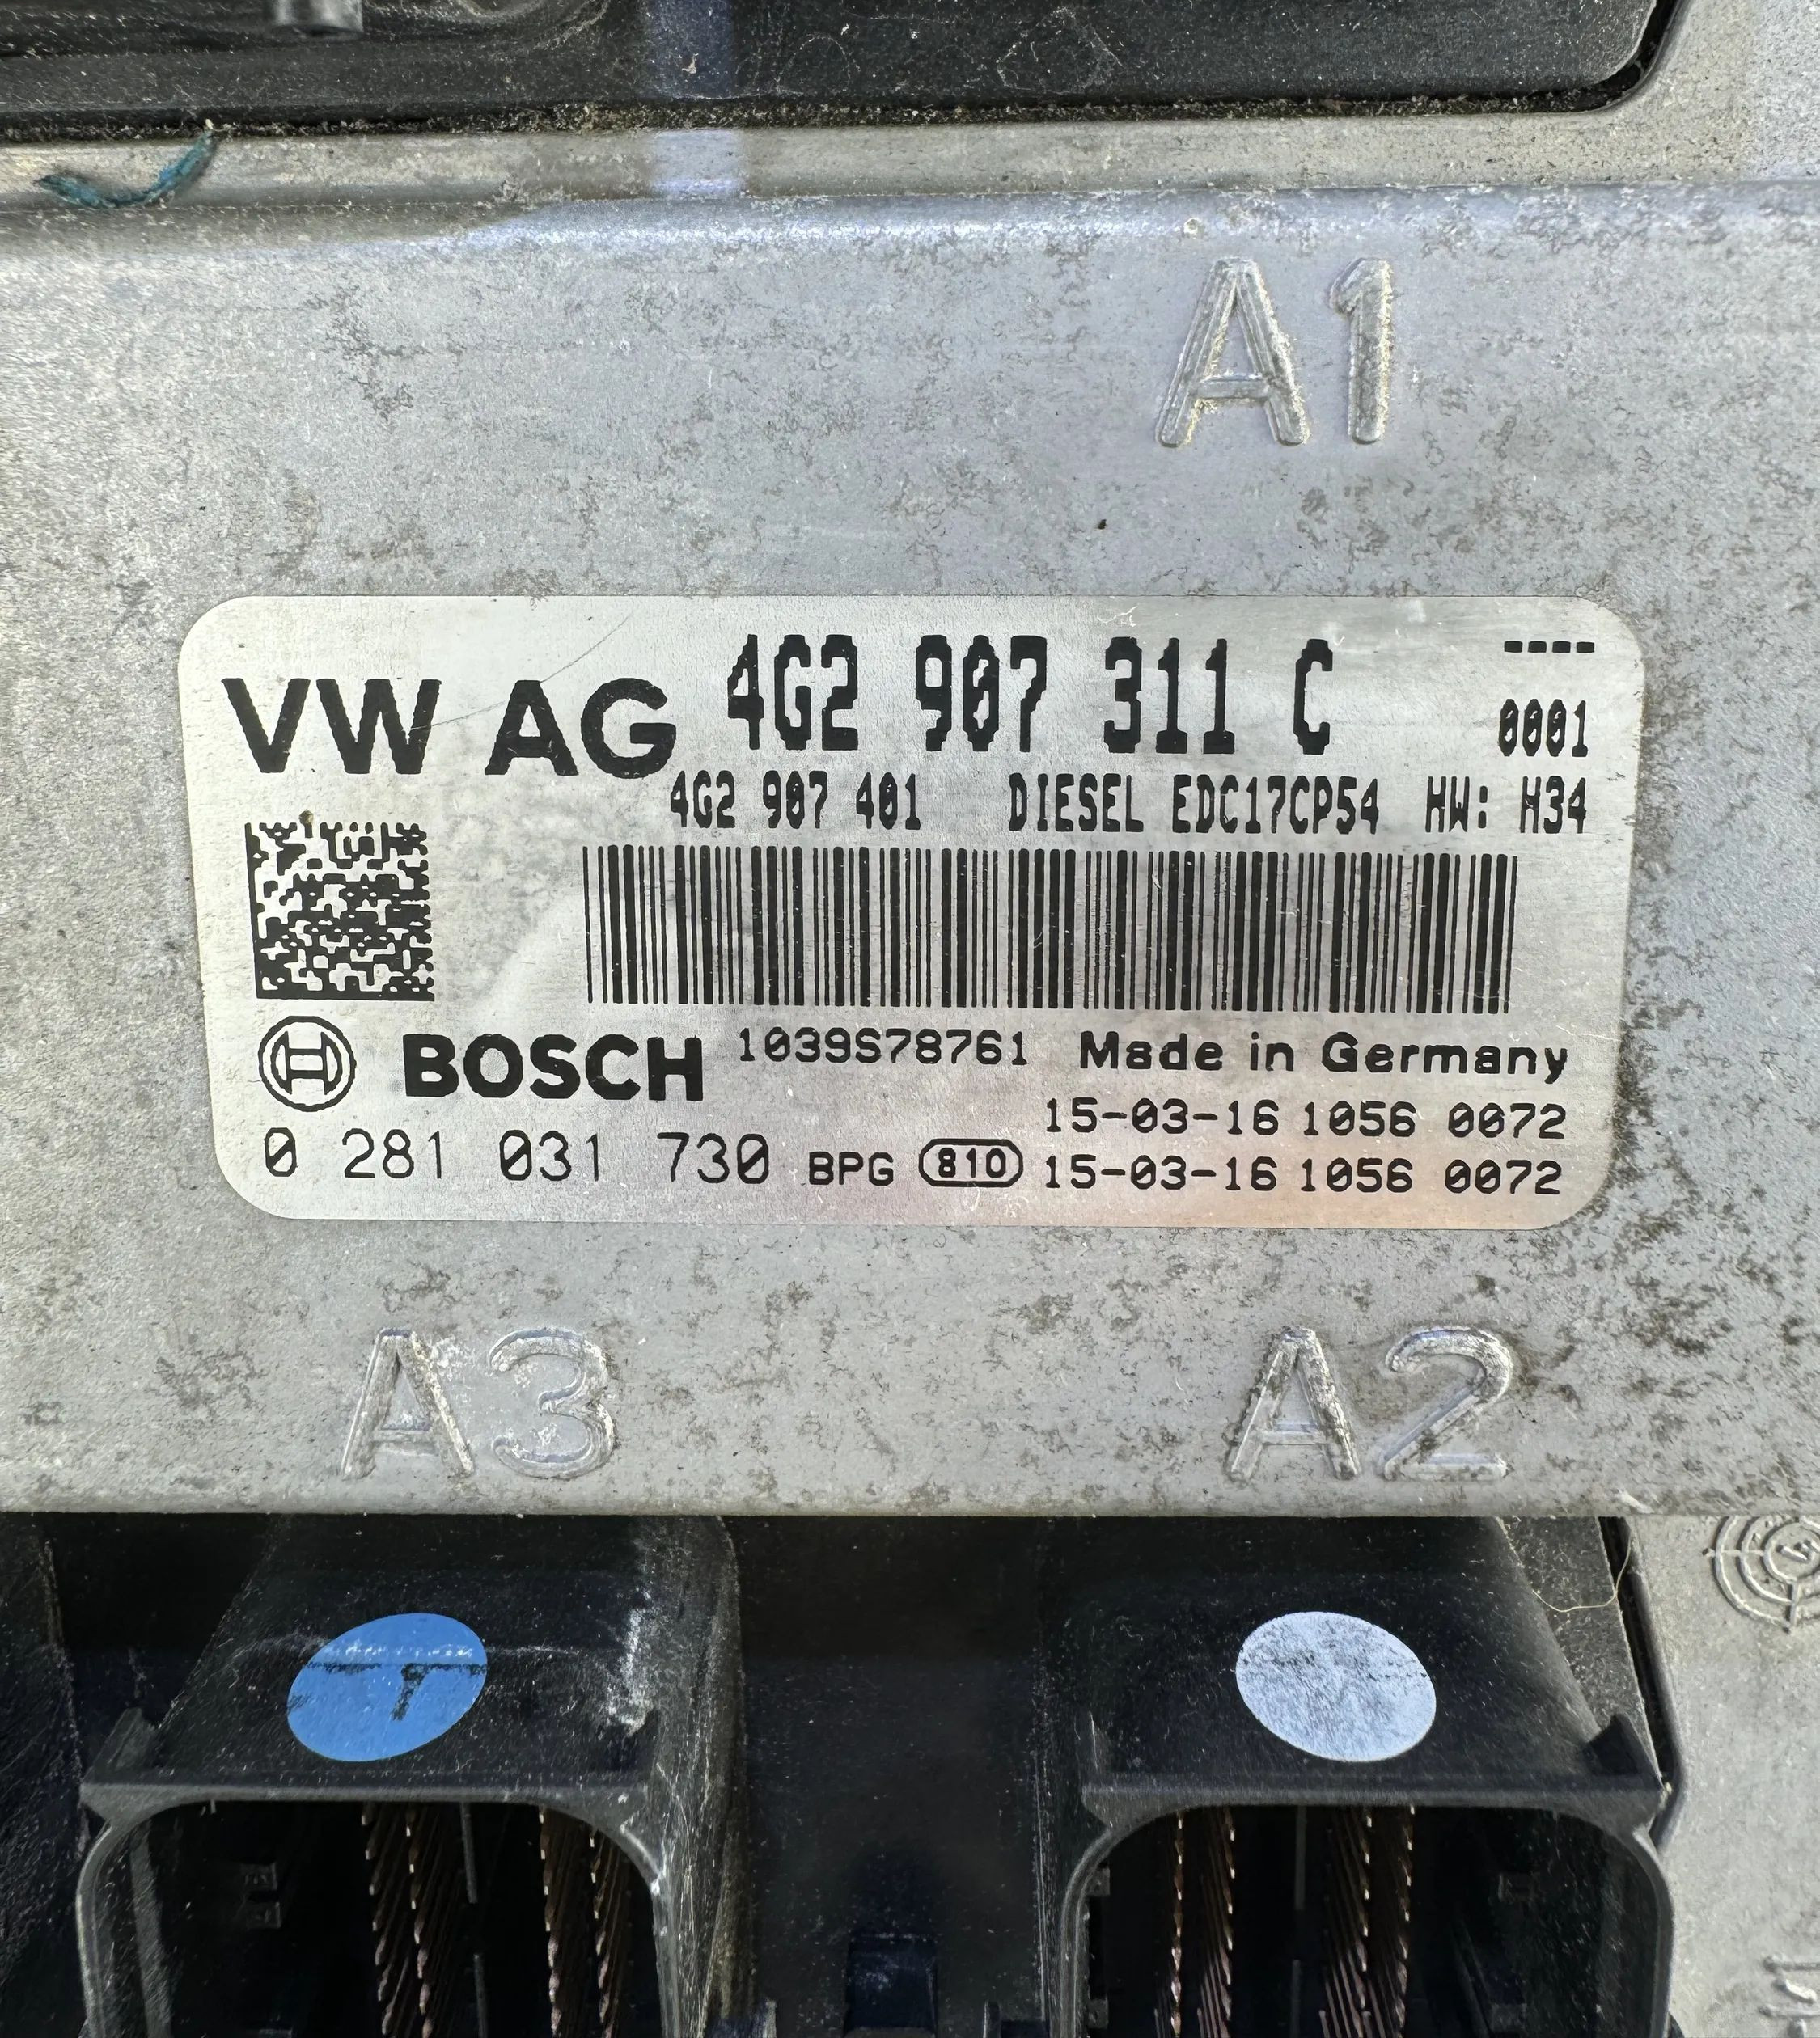 A1
VW AG 4G2 907 311 C ----
0001
4G2 907 401 DIESEL EDC17CP54 HW: H34
BOSCH 1039S78761 Made in Germany
15-03-16 1056 0072
0 281 031 730 BPG 810 15-03-16 1056 0072
A3 A2